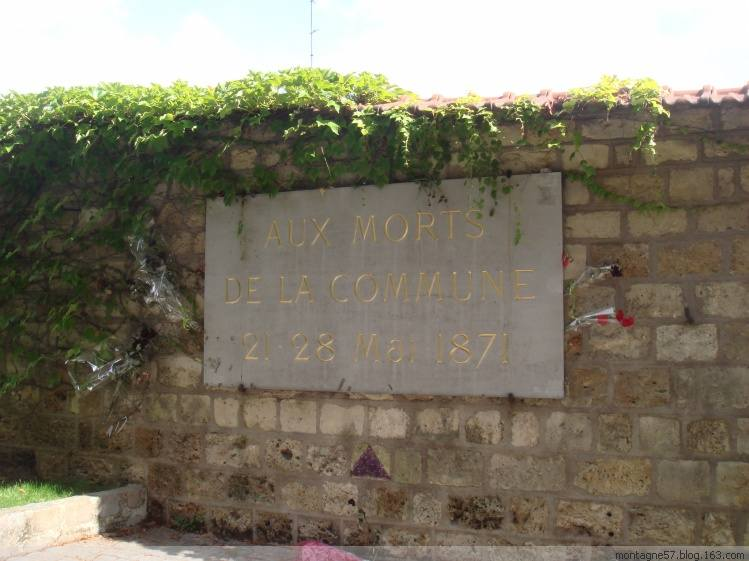 AUX MORTS
DE LA COMMUNE
21-28 Mai 1871
montagne57.blog.163.com